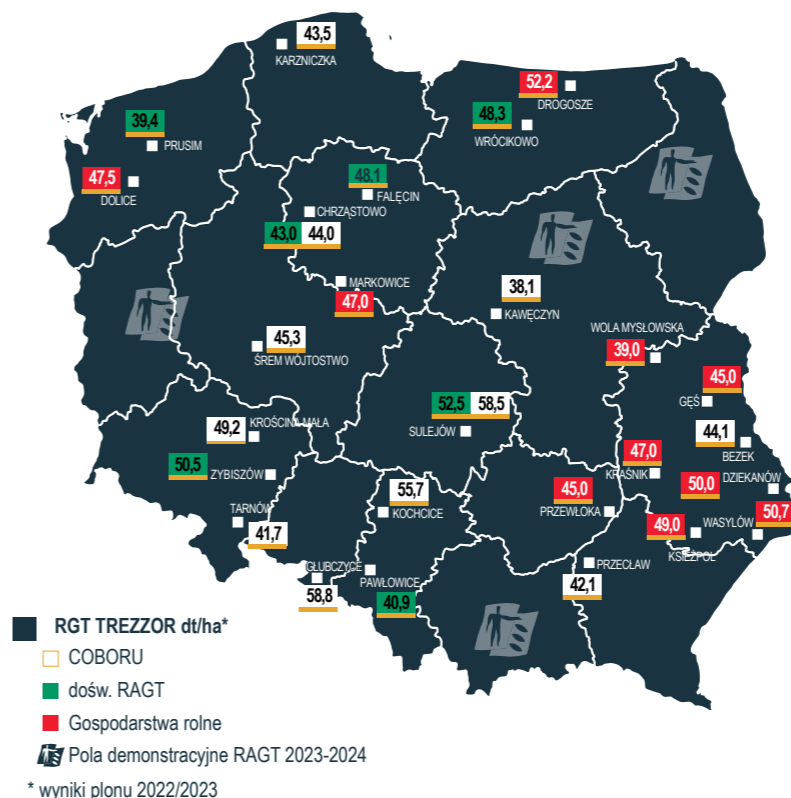 43,5
KARZNICZKA
52,2
DROGOSZE
39,4
PRUSIM
48,3
WRÓCIKOWO
47,5
DOLICE
48.1
FALĘCIN
CHRZĄSTOWO
43,0 44,0
MARKOWICE
47,0
38,1
KAWĘCZYN
45,3
ŚREM WÓJTOSTWO
WOLA MYSŁOWSKA
39,0
45,0
GĘŚ
52,5 58,5
SULEJÓW
49,2
KROŚCINA MAŁA
44,1
BEZEK
50,5
ZYBISZÓW
47,0
KRAŚNIK
50,0
DZIEKANÓW
TARNÓW
41,7
55,7
KOCHCICE
45,0
PRZEWŁOKA
49,0
KSIĘŻPOL
WASYLÓW
50,7
GŁUBCZYCE
58,8
PAWŁOWICE
40,9
PRZECŁAW
42,1
RGT TREZZOR dt/ha*
COBORU
dośw. RAGT
Gospodarstwa rolne
Pola demonstracyjne RAGT 2023-2024
* wyniki plonu 2022/2023